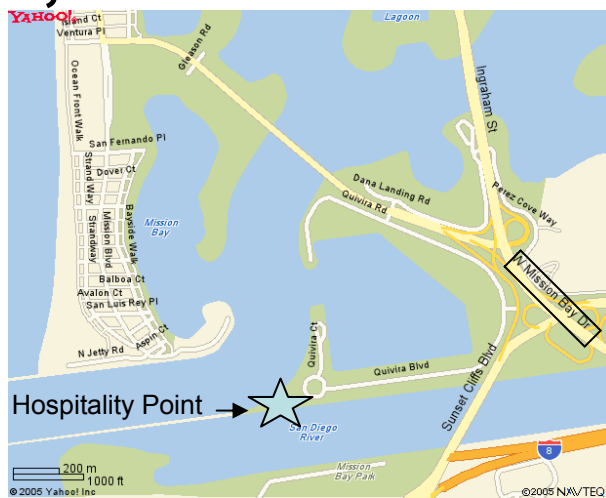 YAHOO!
Island Ct
Ventura Pl
Lagoon
Gleason Rd
Ocean Front Walk
Ingraham St
San Fernando Pl
Strand Way
Dover Ct
Dana Landing Rd
Quivira Rd
Perez Cove Way
Mission
Bay
Strandway
Mission Blvd
Bayside Walk
N Mission Bay Dr
Balboa Ct
Avalon Ct
San Luis Rey Pl
Aspin Ct
N Jetty Rd
Quivira Ct
Quivira Blvd
Sunset Cliffs Blvd
Hospitality Point
San Diego
River
8
Mission
Bay Park
200 m
1000 ft
©2005 Yahoo! Inc
©2005 NAVTEQ